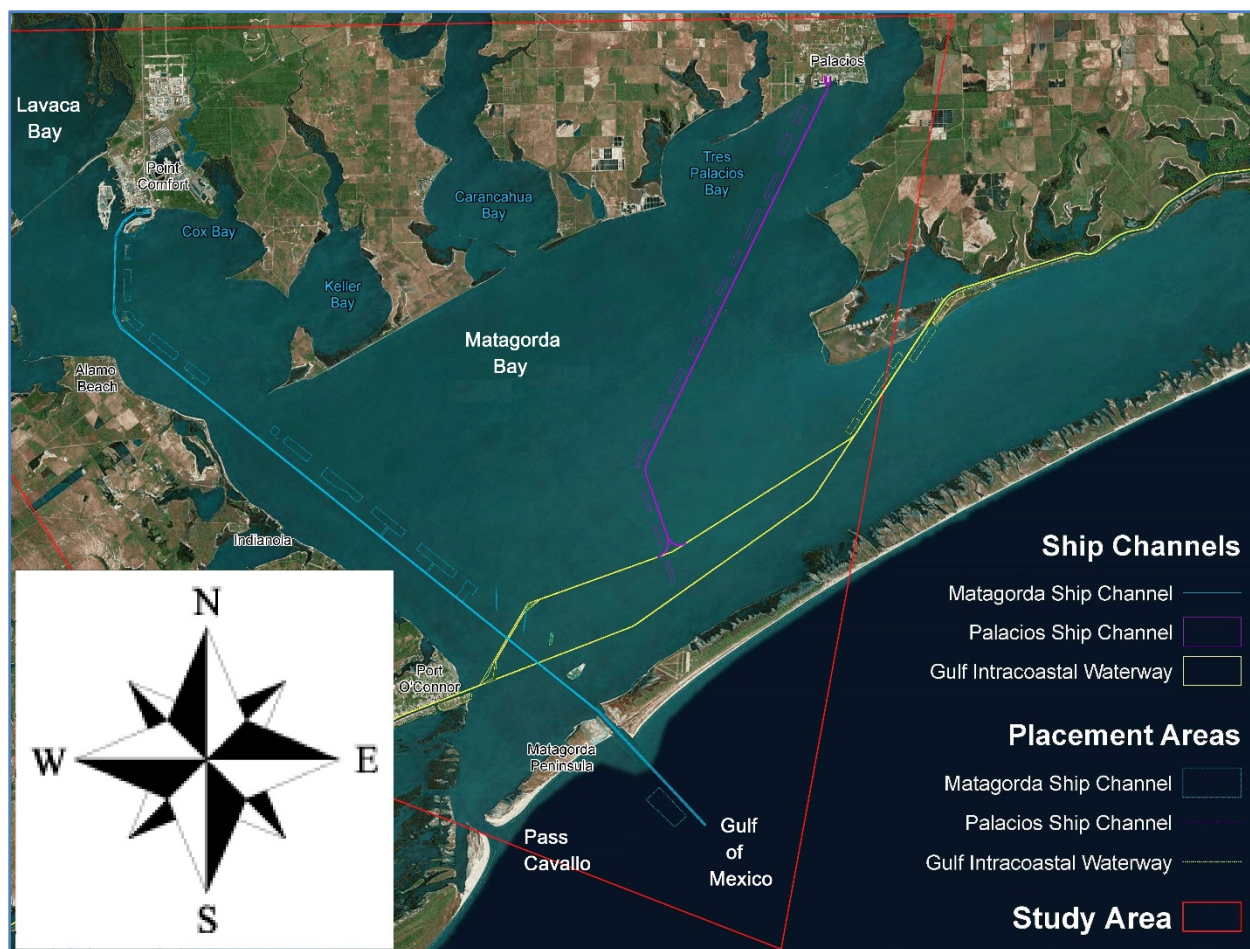 Palacios
Lavaca
Bay
Point
Comfort
Tres
Palacios
Bay
Carancahua
Bay
Cox Bay
Keller
Bay
Matagorda
Bay
Alamo
Beach
Indianola
Ship Channels
Matagorda Ship Channel
Palacios Ship Channel
Gulf Intracoastal Waterway
N
W
E
S
Port
O'Connor
Matagorda
Peninsula
Placement Areas
Matagorda Ship Channel
Palacios Ship Channel
Gulf Intracoastal Waterway
Pass
Cavallo
Gulf
of
Mexico
Study Area